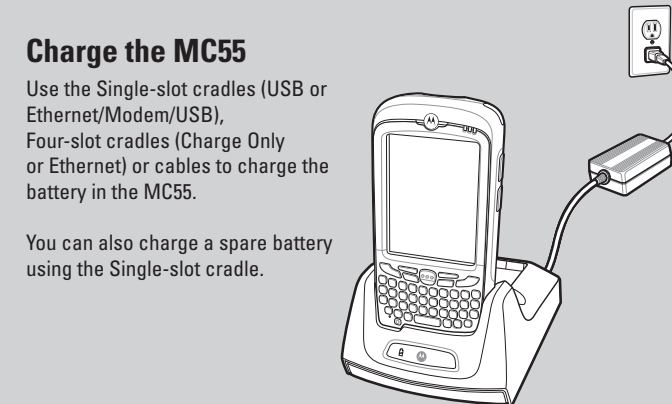 Charge the MC55
Use the Single-slot cradles (USB or
Ethernet/Modem/USB),
Four-slot cradles (Charge Only
or Ethernet) or cables to charge the
battery in the MC55.
You can also charge a spare battery
using the Single-slot cradle.